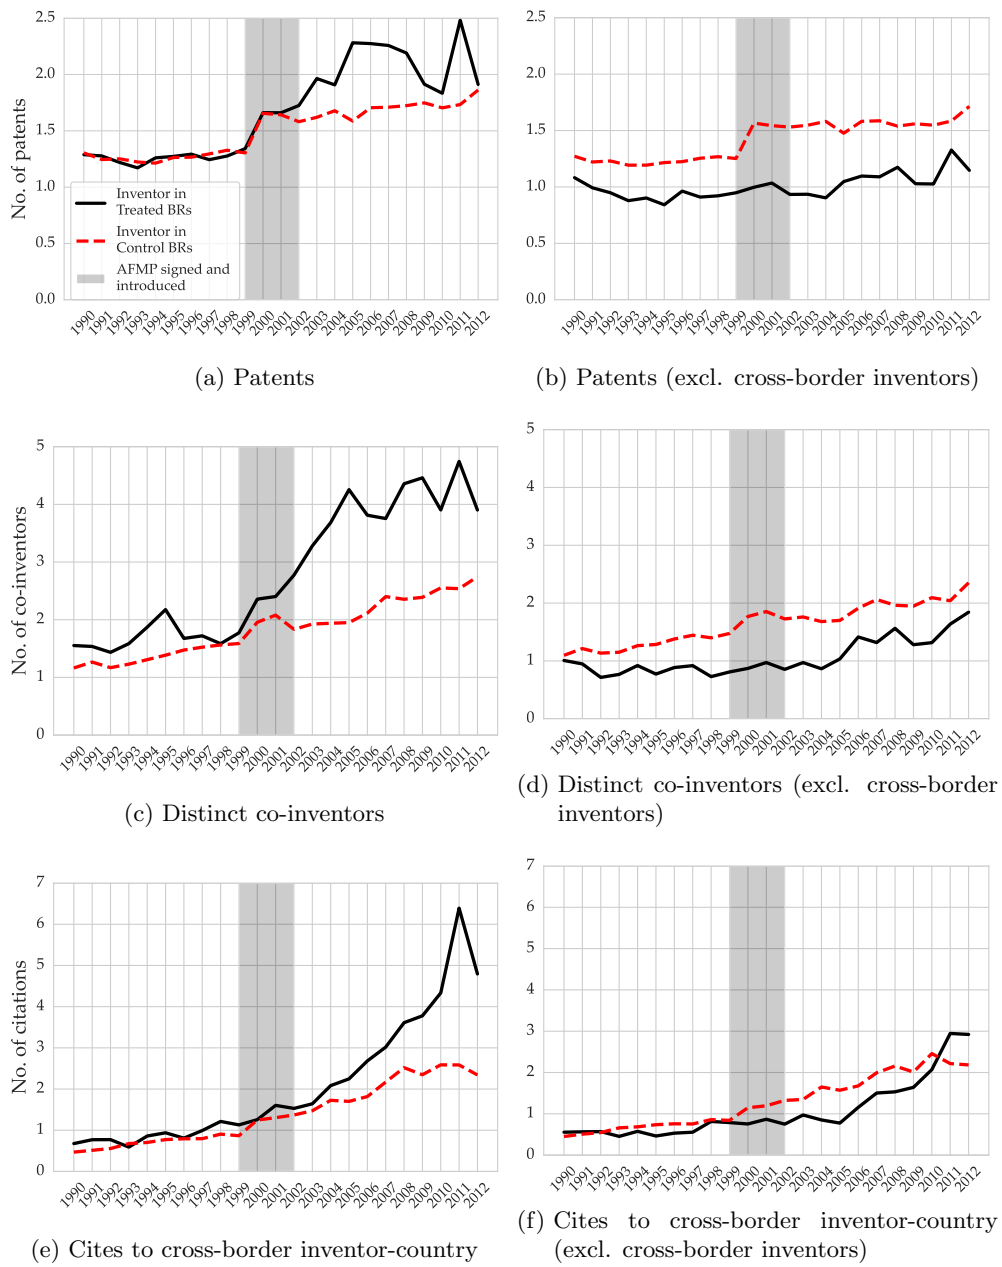 2.5
2.0
1.5
1.0
0.5
0.0
No. of patents
Inventor in
Treated BRs
Inventor in
Control BRs
AFMP signed and
introduced
1990 1991 1992 1993 1994 1995 1996 1997 1998 1999 2000 2001 2002 2003 2004 2005 2006 2007 2008 2009 2010 2011 2012
(a) Patents
2.5
2.0
1.5
1.0
0.5
0.0
1990 1991 1992 1993 1994 1995 1996 1997 1998 1999 2000 2001 2002 2003 2004 2005 2006 2007 2008 2009 2010 2011 2012
(b) Patents (excl. cross-border inventors)
5
4
3
2
1
0
No. of co-inventors
1990 1991 1992 1993 1994 1995 1996 1997 1998 1999 2000 2001 2002 2003 2004 2005 2006 2007 2008 2009 2010 2011 2012
(c) Distinct co-inventors
5
4
3
2
1
0
1990 1991 1992 1993 1994 1995 1996 1997 1998 1999 2000 2001 2002 2003 2004 2005 2006 2007 2008 2009 2010 2011 2012
(d) Distinct co-inventors (excl. cross-border
inventors)
7
6
5
4
3
2
1
0
No. of citations
1990 1991 1992 1993 1994 1995 1996 1997 1998 1999 2000 2001 2002 2003 2004 2005 2006 2007 2008 2009 2010 2011 2012
(e) Cites to cross-border inventor-country
7
6
5
4
3
2
1
0
1990 1991 1992 1993 1994 1995 1996 1997 1998 1999 2000 2001 2002 2003 2004 2005 2006 2007 2008 2009 2010 2011 2012
(f) Cites to cross-border inventor-country
(excl. cross-border inventors)